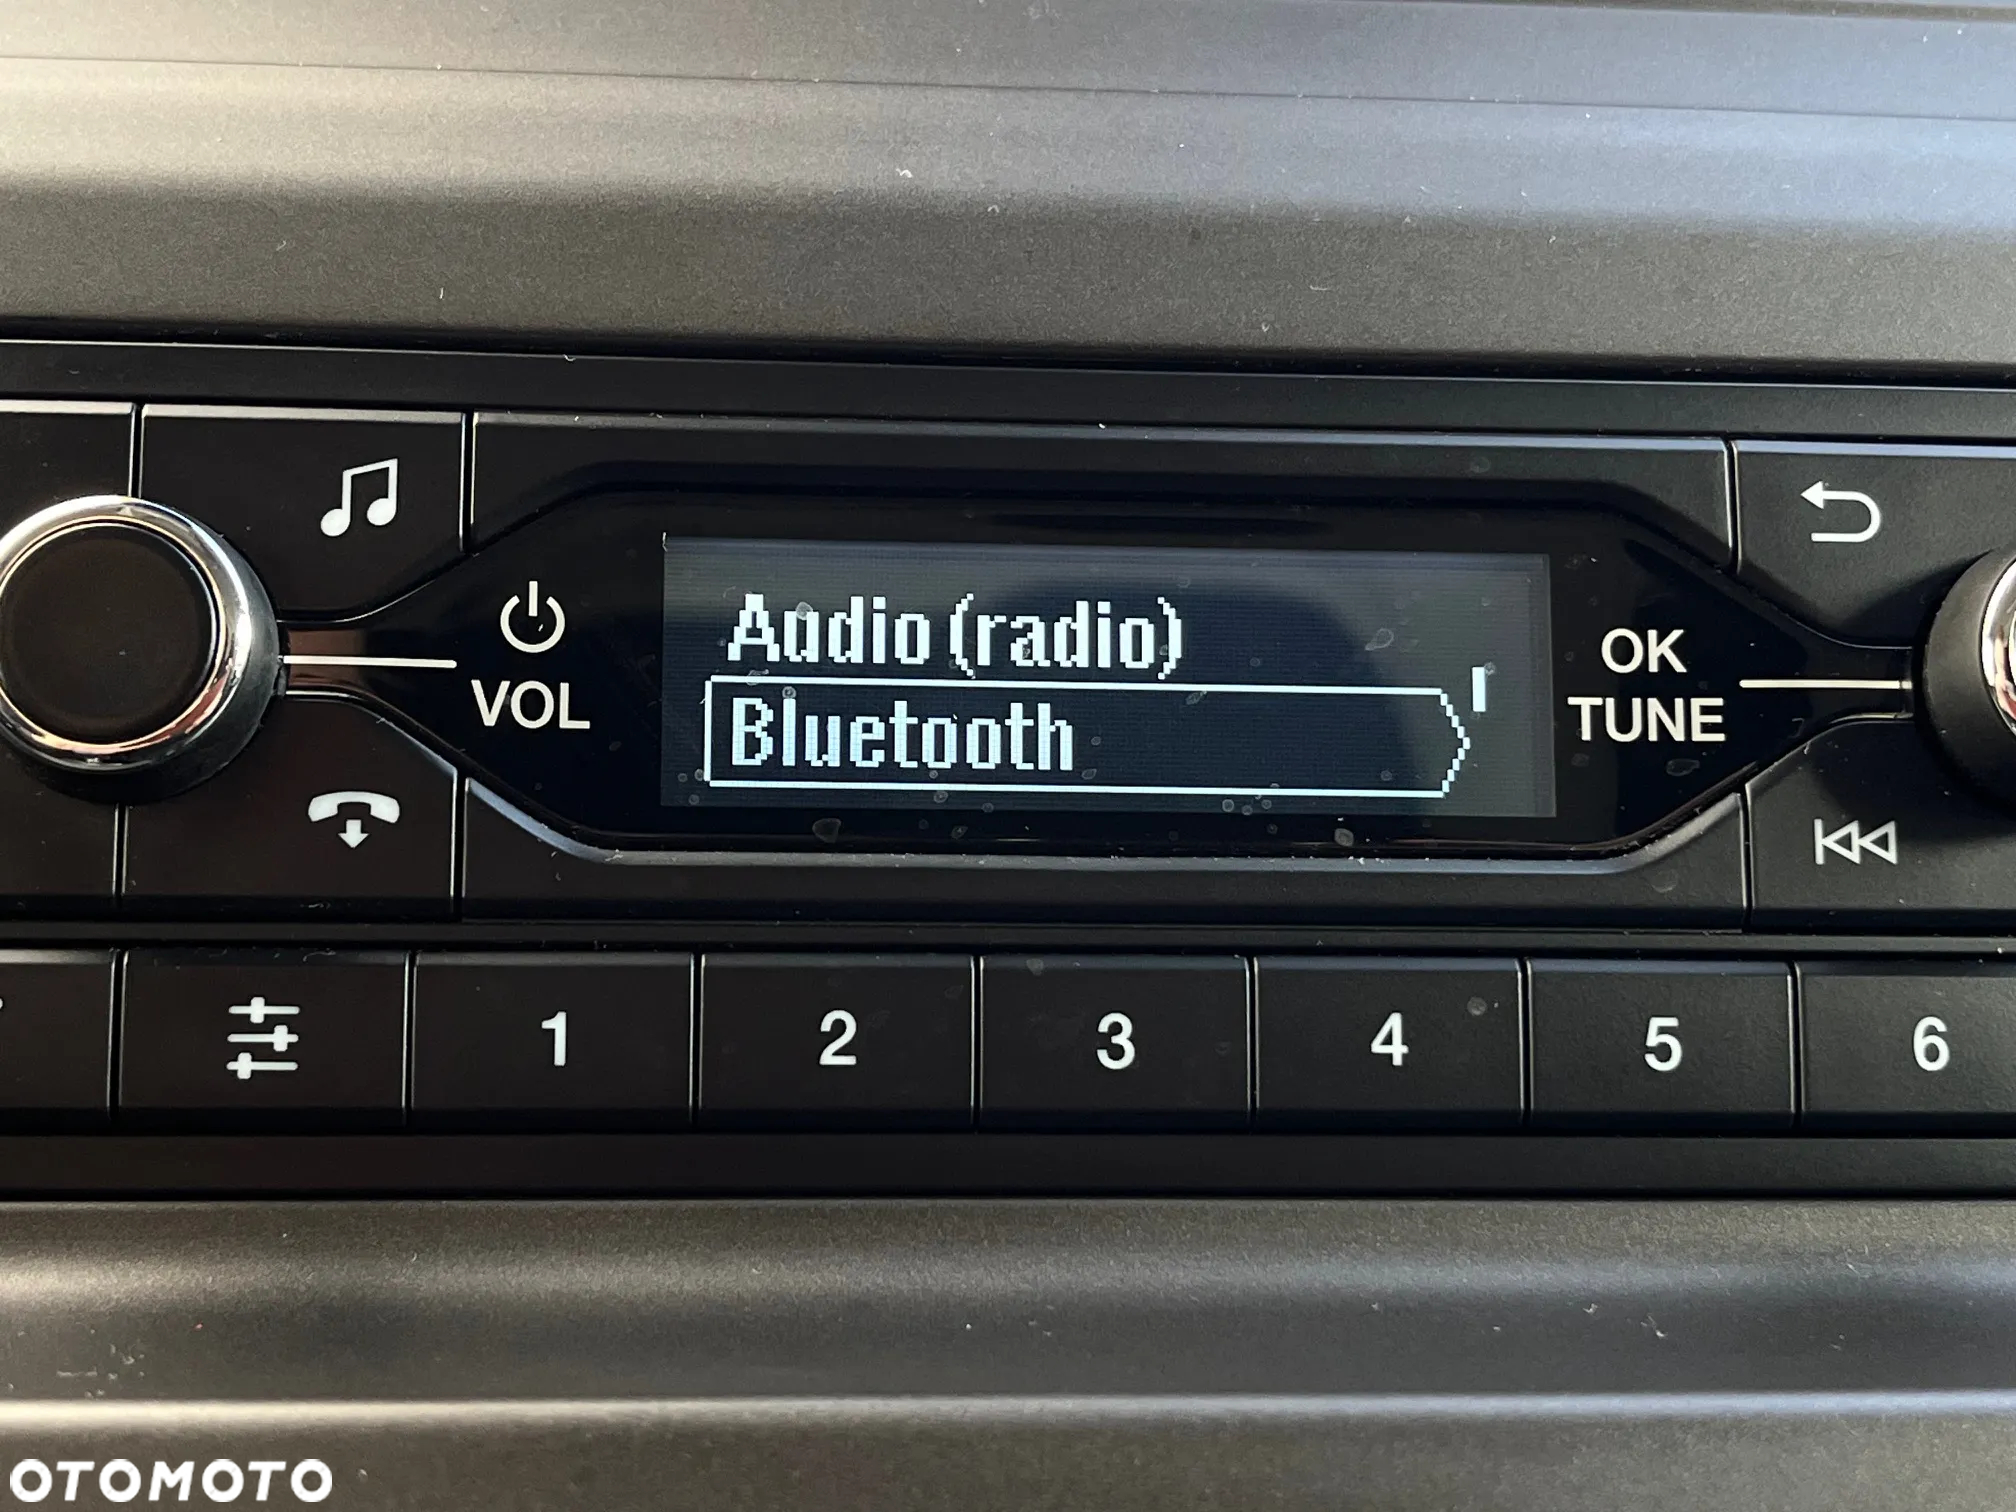 Audio (radio)
VOL
Bluetooth
OK
TUNE
1 2 3 4 5 6
OTOMOTO